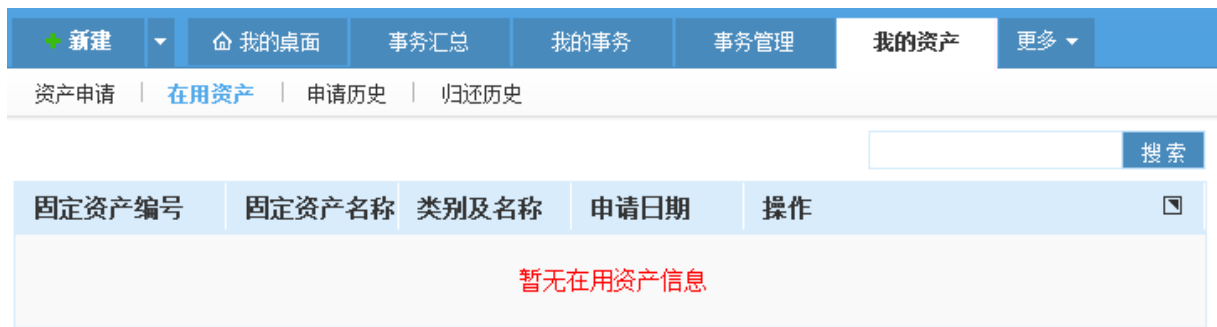 新建 我的桌面 事务汇总 我的事务 事务管理 我的资产 更多
资产申请 在用资产 申请历史 归还历史
搜索
固定资产编号 固定资产名称 类别及名称 申请日期 操作
暂无在用资产信息